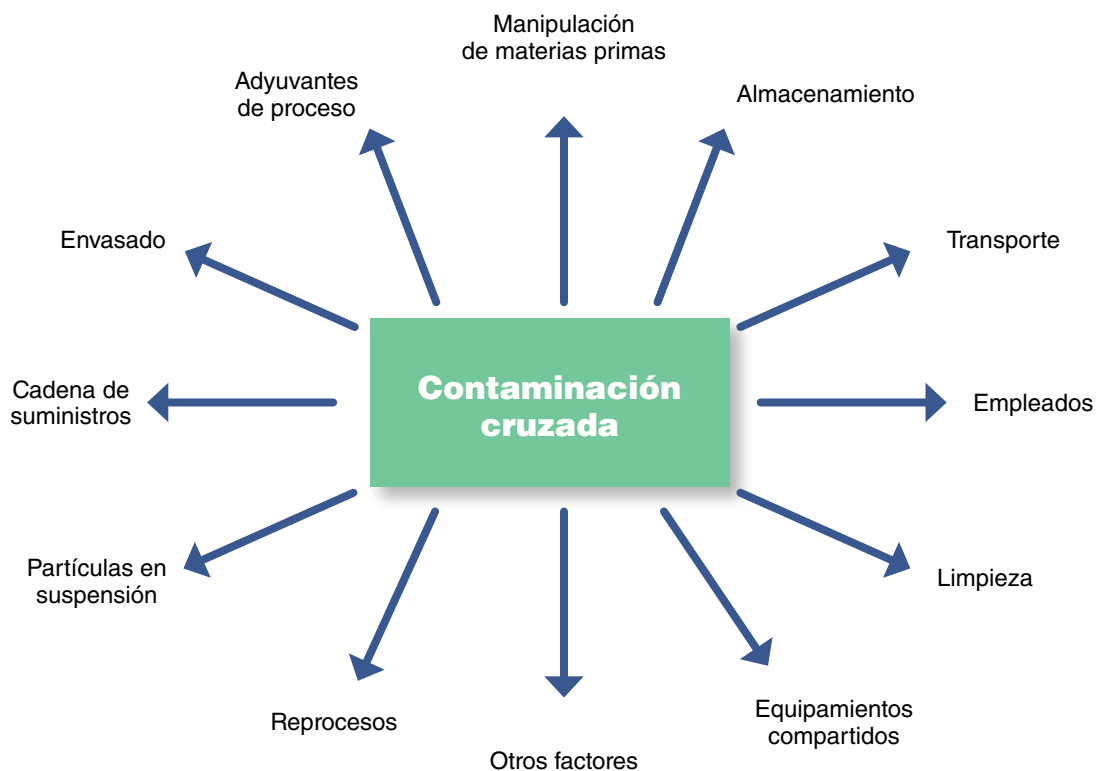 Manipulación
de materias primas
Adyuvantes
de proceso
Almacenamiento
Envasado
Transporte
Contaminación
cruzada
Cadena de
suministros
Empleados
Partículas en
suspensión
Limpieza
Reprocesos
Equipamientos
compartidos
Otros factores